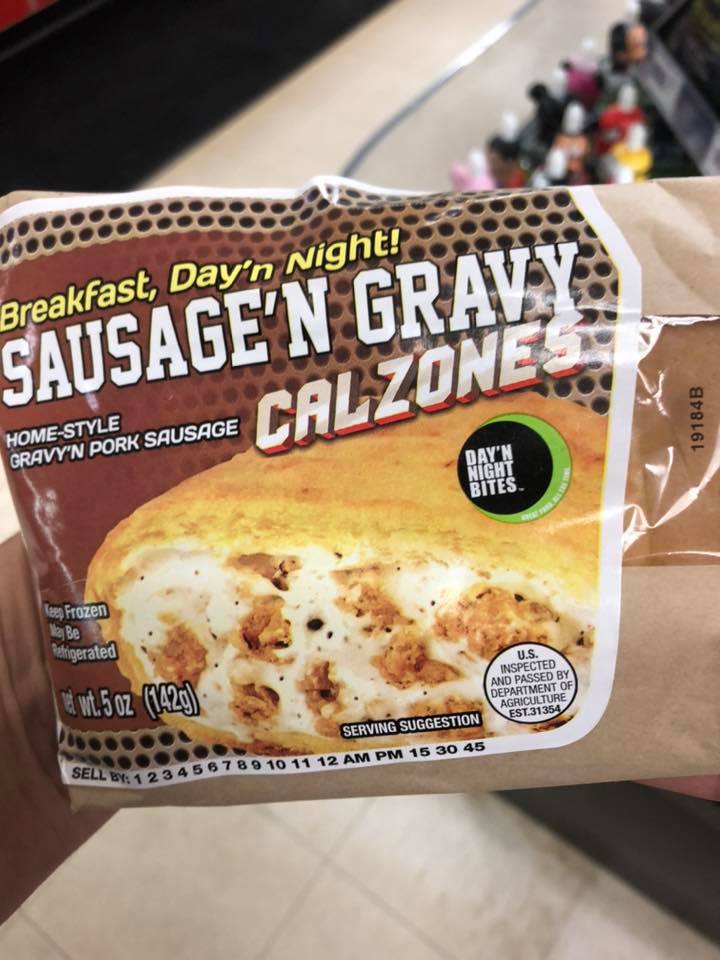 Breakfast, Day'n Night!
SAUSAGE'N GRAVY
CALZONES
HOME-STYLE
GRAVY'N PORK SAUSAGE
DAY'N
NIGHT
BITES
19184B
Keep Frozen
May Be
Refrigerated
Net wt. 5 oz (142g)
U.S.
INSPECTED
AND PASSED BY
DEPARTMENT OF
AGRICULTURE
EST.31354
SERVING SUGGESTION
SELL BY: 1 2 3 4 5 6 7 8 9 10 11 12 AM PM 15 30 45